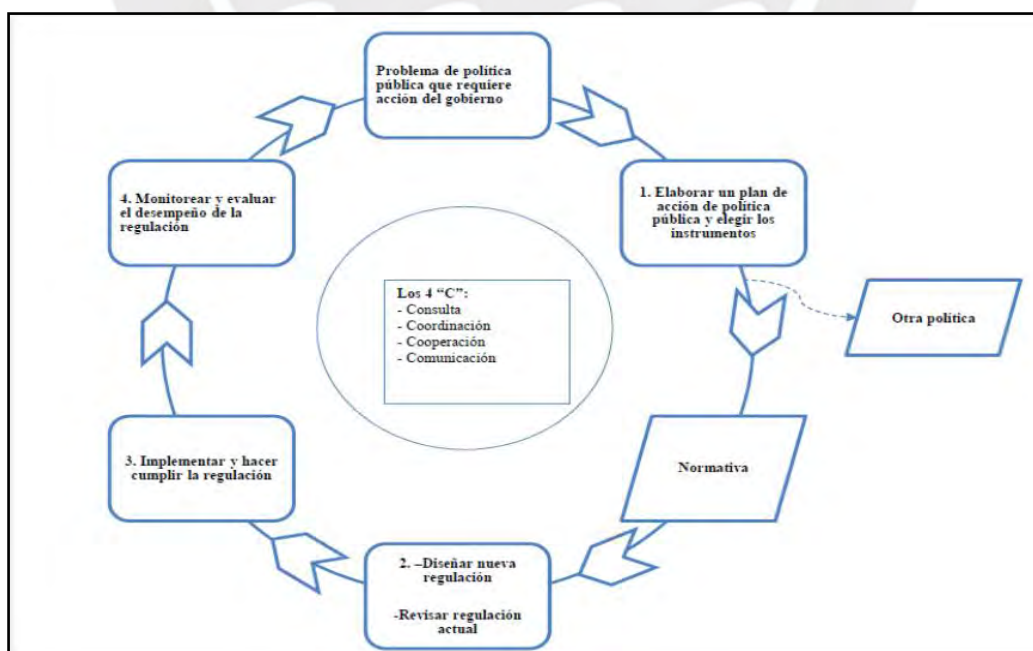 Problema de política
pública que requiere
acción del gobierno
1. Elaborar un plan de
acción de política
pública y elegir los
instrumentos
Otra política
Normativa
2. –Diseñar nueva
regulación
-Revisar regulación
actual
3. Implementar y hacer
cumplir la regulación
4. Monitorear y evaluar
el desempeño de la
regulación
Los 4 “C”:
- Consulta
- Coordinación
- Cooperación
- Comunicación